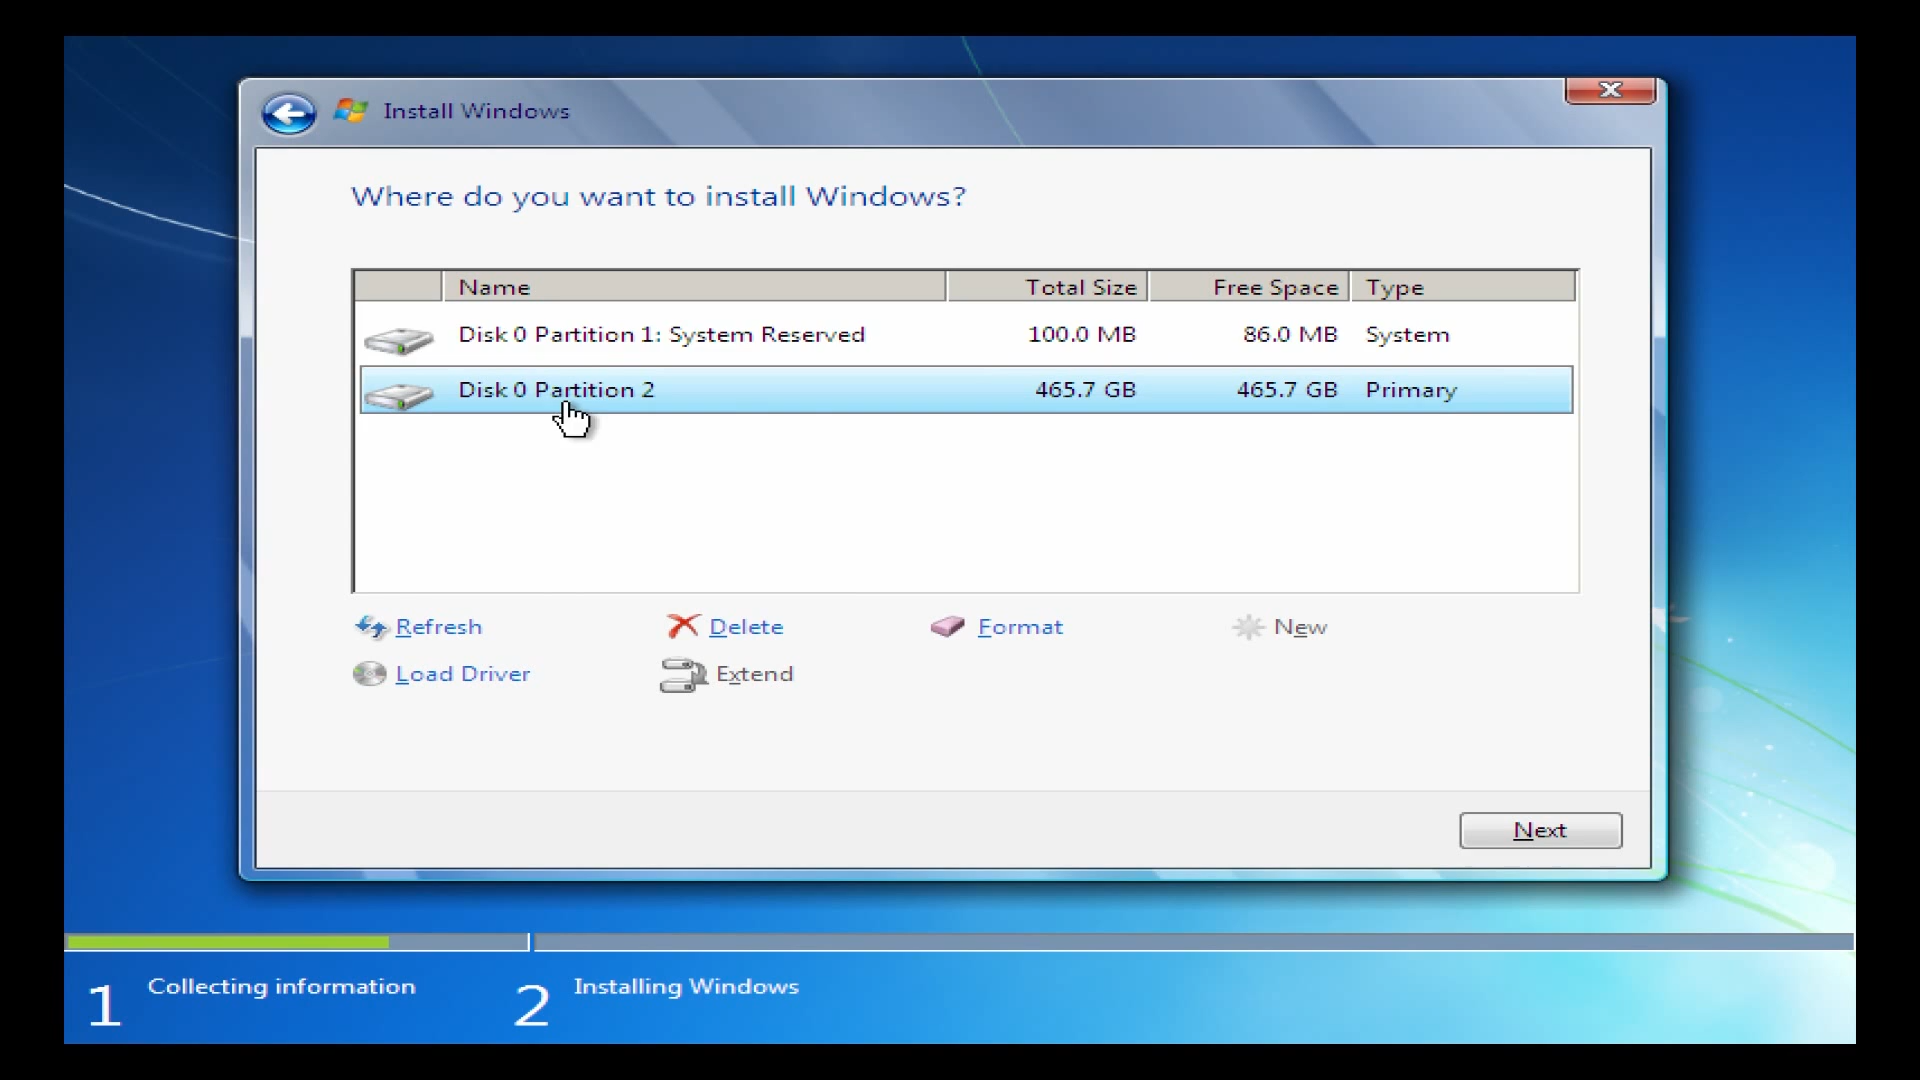 Install Windows
Where do you want to install Windows?
Name Total Size Free Space Type
Disk 0 Partition 1: System Reserved 100.0 MB 86.0 MB System
Disk 0 Partition 2 465.7 GB 465.7 GB Primary
Refresh Delete Format New
Load Driver Extend
Next
1 Collecting information 2 Installing Windows